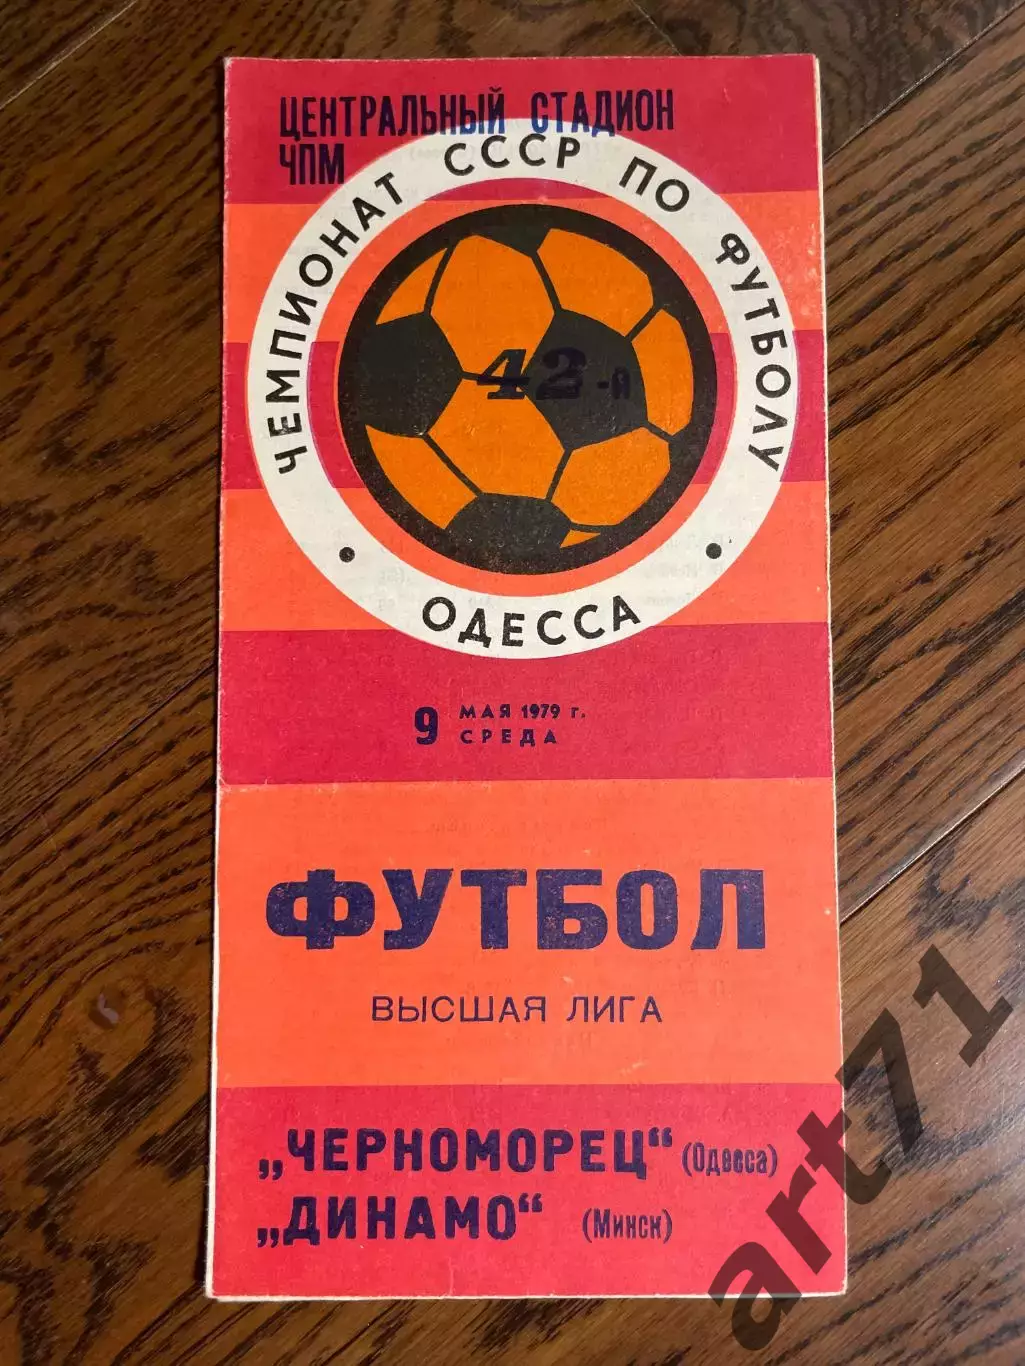 ЦЕНТРАЛЬНЫЙ СТАДИОН
ЧПМ
ЧЕМПИОНАТ СССР ПО ФУТБОЛУ
42-й
• ОДЕССА •
9 МАЯ 1979 г.
СРЕДА
ФУТБОЛ
ВЫСШАЯ ЛИГА
„ЧЕРНОМОРЕЦ“ (Одесса)
„ДИНАМО“ (Минск)
art71